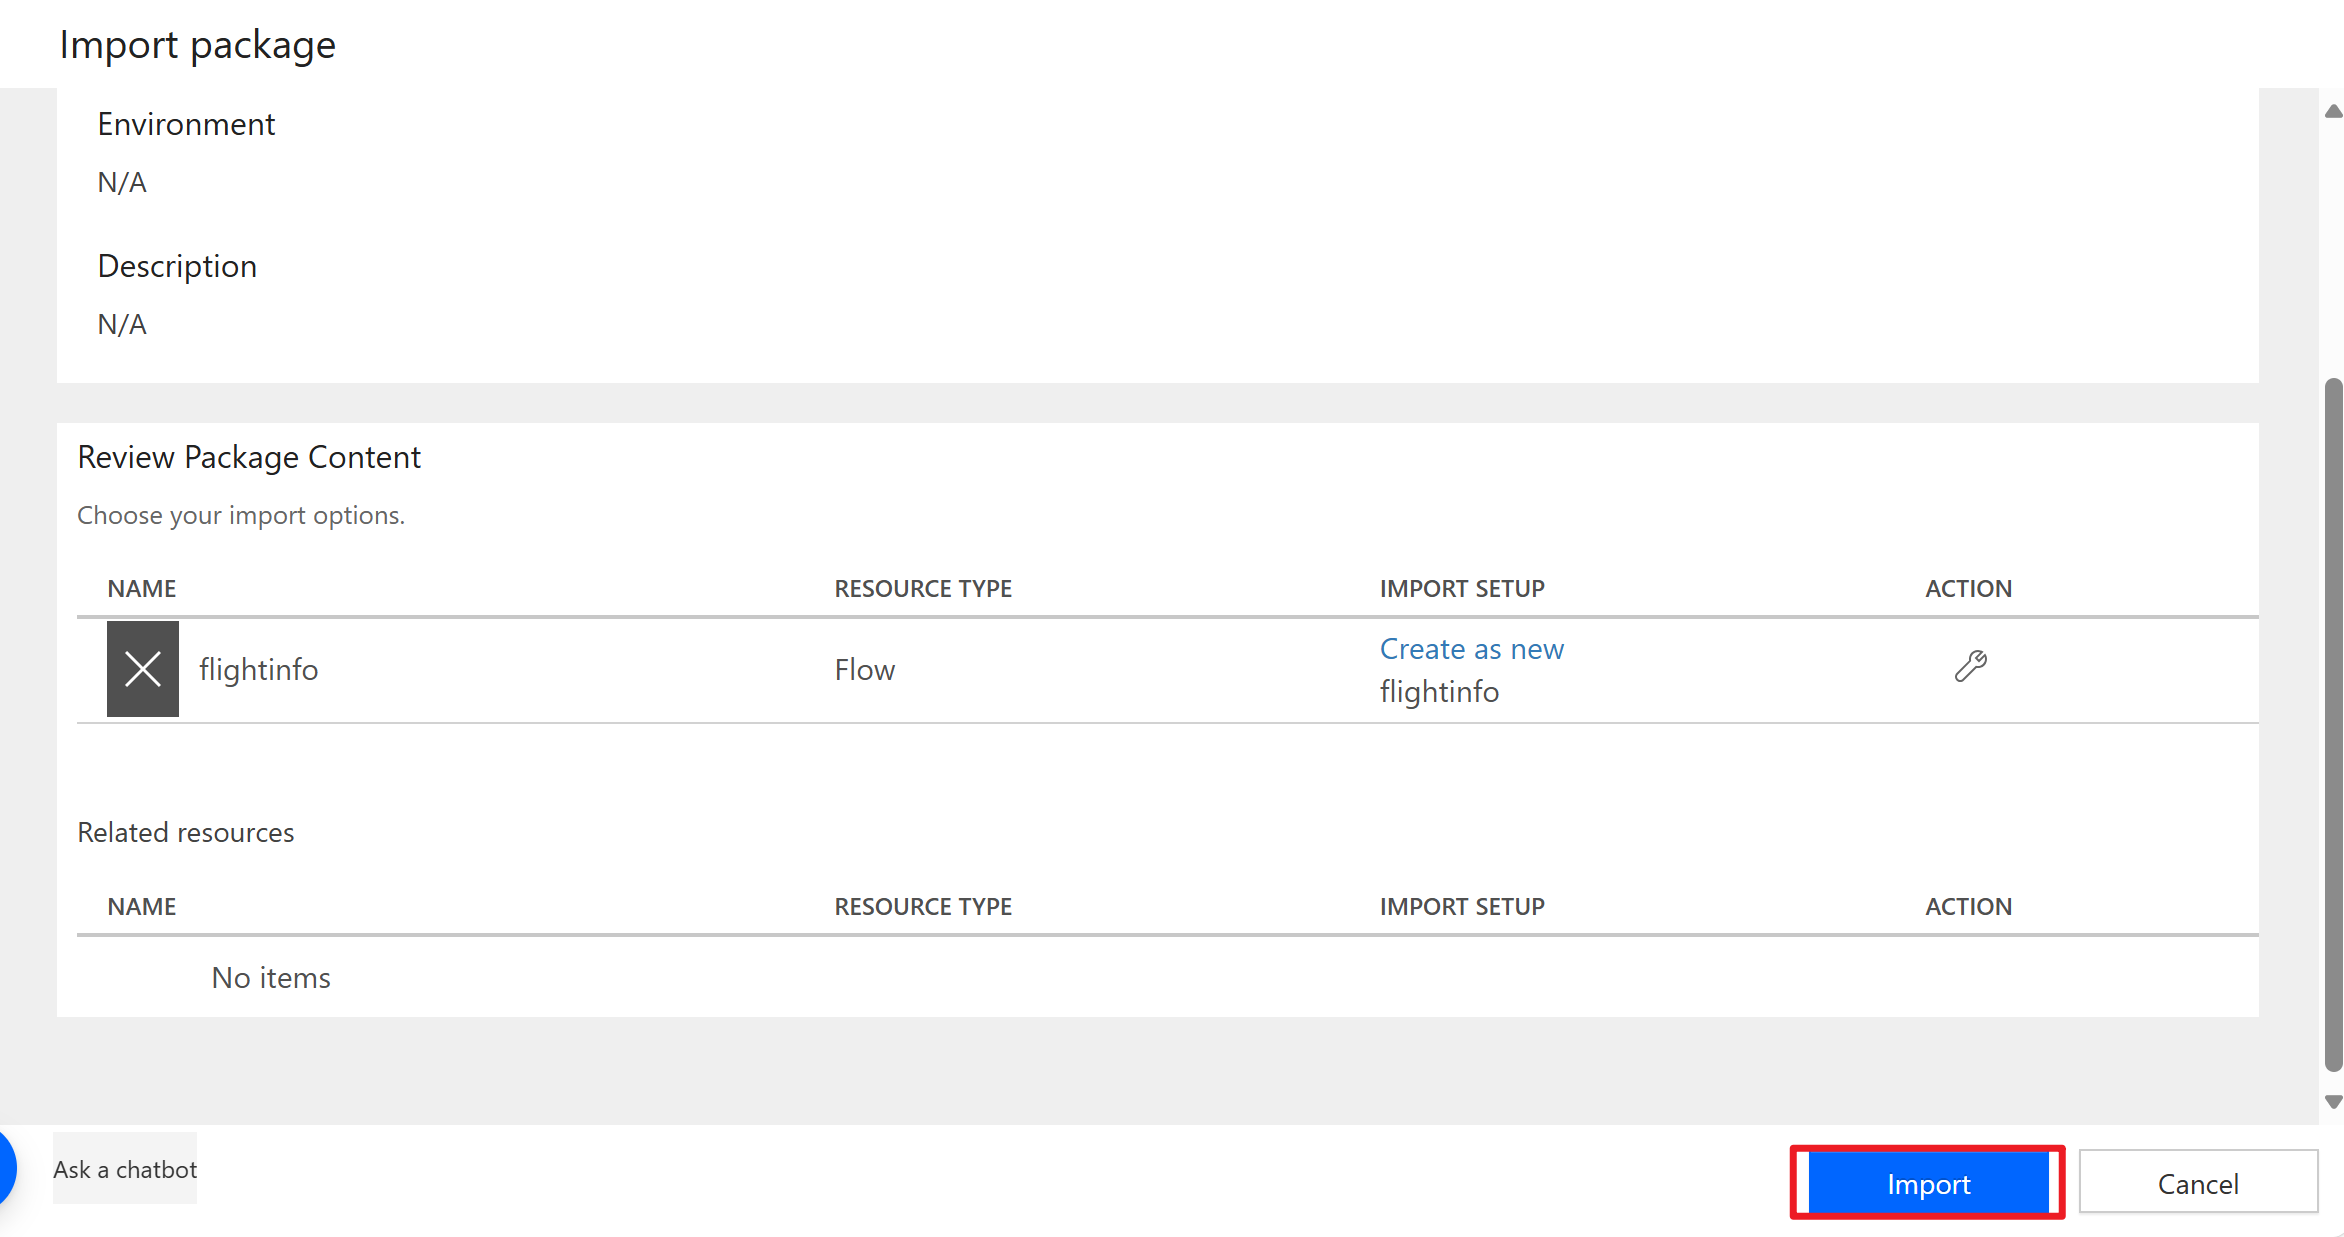 Import package
Environment
N/A
Description
N/A
Review Package Content
Choose your import options.
NAME RESOURCE TYPE IMPORT SETUP ACTION
flightinfo Flow Create as new
flightinfo
Related resources
NAME RESOURCE TYPE IMPORT SETUP ACTION
No items
Ask a chatbot
Import Cancel